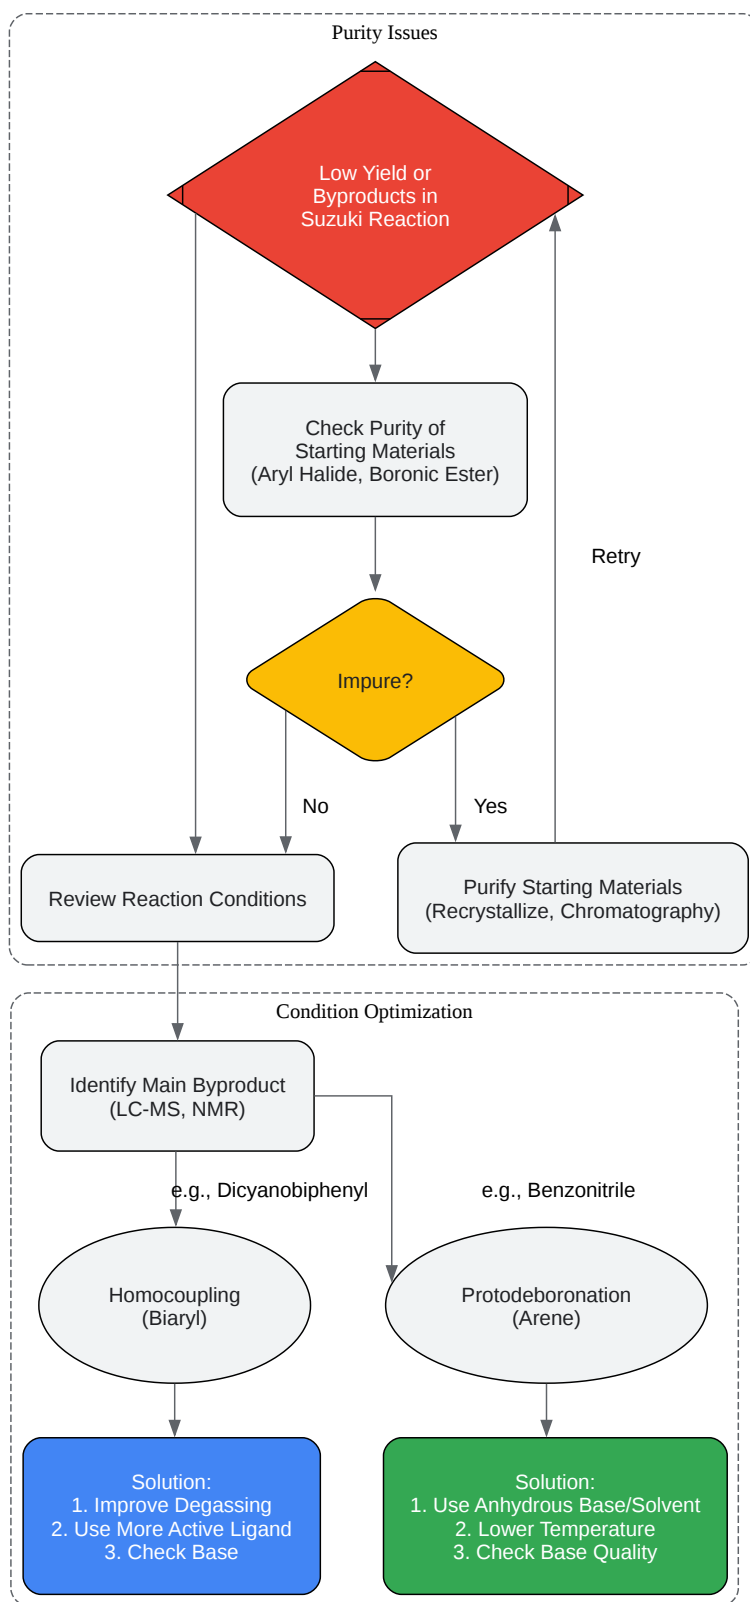 Purity Issues
Low Yield or
Byproducts in
Suzuki Reaction
Check Purity of
Starting Materials
(Aryl Halide, Boronic Ester)
Retry
Impure?
No
Yes
Review Reaction Conditions
Purify Starting Materials
(Recrystallize, Chromatography)
Condition Optimization
Identify Main Byproduct
(LC-MS, NMR)
e.g., Dicyanobiphenyl
e.g., Benzonitrile
Homocoupling
(Biaryl)
Protodeboronation
(Arene)
Solution:
1. Improve Degassing
2. Use More Active Ligand
3. Check Base
Solution:
1. Use Anhydrous Base/Solvent
2. Lower Temperature
3. Check Base Quality